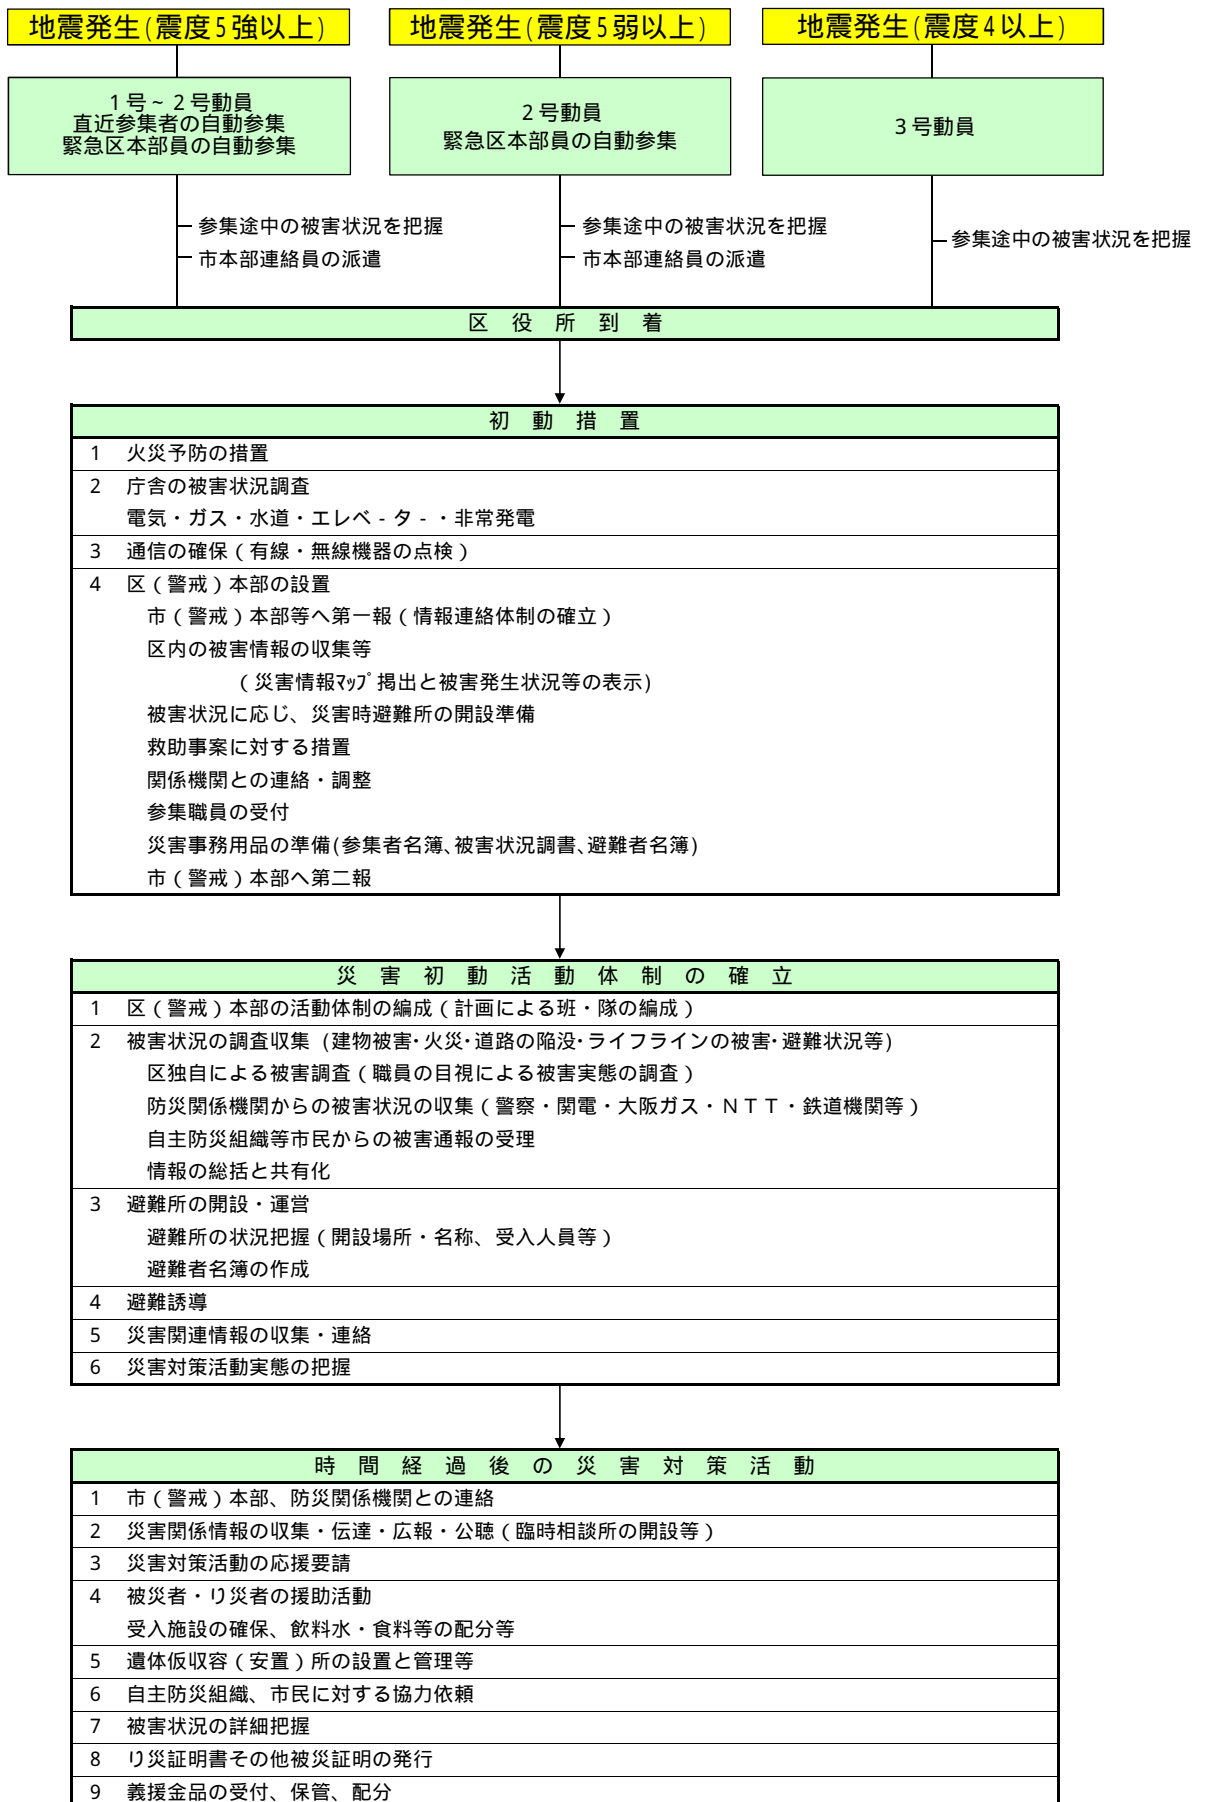 地震発生(震度5強以上)
地震発生(震度5弱以上)
地震発生(震度4以上)
1号~2号動員
直近参集者の自動参集
緊急区本部員の自動参集
2号動員
緊急区本部員の自動参集
3号動員
参集途中の被害状況を把握
市本部連絡員の派遣
参集途中の被害状況を把握
市本部連絡員の派遣
参集途中の被害状況を把握
区役所到着
初動措置
1 火災予防の措置
2 庁舎の被害状況調査
電気・ガス・水道・エレベ-タ-・非常発電
3 通信の確保(有線・無線機器の点検)
4 区(警戒)本部の設置
市(警戒)本部等へ第一報(情報連絡体制の確立)
区内の被害情報の収集等
(災害情報ﾏｯﾌﾟ掲出と被害発生状況等の表示)
被害状況に応じ、災害時避難所の開設準備
救助事案に対する措置
関係機関との連絡・調整
参集職員の受付
災害事務用品の準備(参集者名簿、被害状況調書、避難者名簿)
市(警戒)本部へ第二報
災害初動活動体制の確立
1 区(警戒)本部の活動体制の編成(計画による班・隊の編成)
2 被害状況の調査収集 (建物被害・火災・道路の陥没・ライフラインの被害・避難状況等)
区独自による被害調査(職員の目視による被害実態の調査)
防災関係機関からの被害状況の収集(警察・関電・大阪ガス・NTT・鉄道機関等)
自主防災組織等市民からの被害通報の受理
情報の総括と共有化
3 避難所の開設・運営
避難所の状況把握(開設場所・名称、受入人員等)
避難者名簿の作成
4 避難誘導
5 災害関連情報の収集・連絡
6 災害対策活動実態の把握
時間経過後の災害対策活動
1 市(警戒)本部、防災関係機関との連絡
2 災害関係情報の収集・伝達・広報・公聴(臨時相談所の開設等)
3 災害対策活動の応援要請
4 被災者・り災者の援助活動
受入施設の確保、飲料水・食料等の配分等
5 遺体仮収容(安置)所の設置と管理等
6 自主防災組織、市民に対する協力依頼
7 被害状況の詳細把握
8 り災証明書その他被災証明の発行
9 義援金品の受付、保管、配分